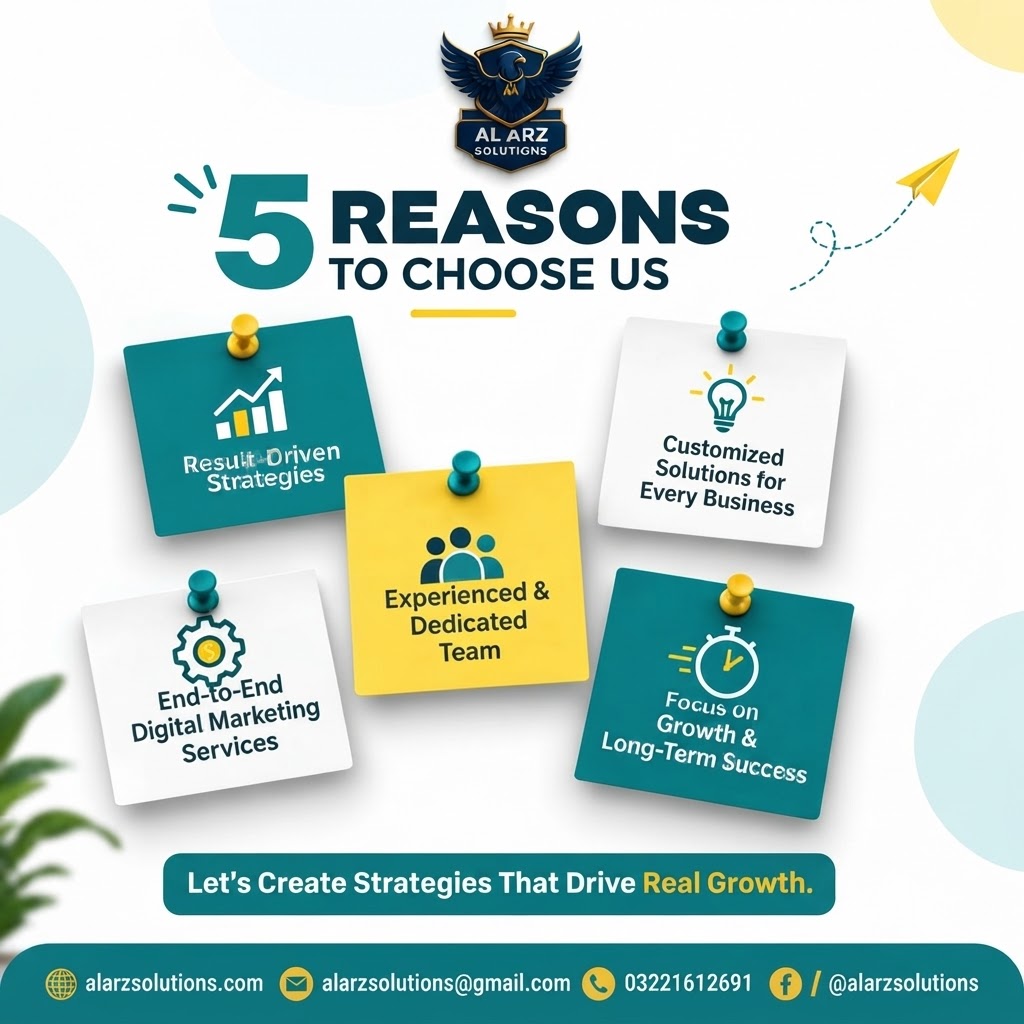 AL ARZ
SOLUTIONS
5 REASONS
TO CHOOSE US
Result-Driven
Strategies
Customized
Solutions for
Every Business
Experienced &
Dedicated
Team
End-to-End
Digital Marketing
Services
Focus on
Growth &
Long-Term Success
Let's Create Strategies That Drive Real Growth.
alarzsolutions.com
alarzsolutions@gmail.com
03221612691
f / @alarzsolutions